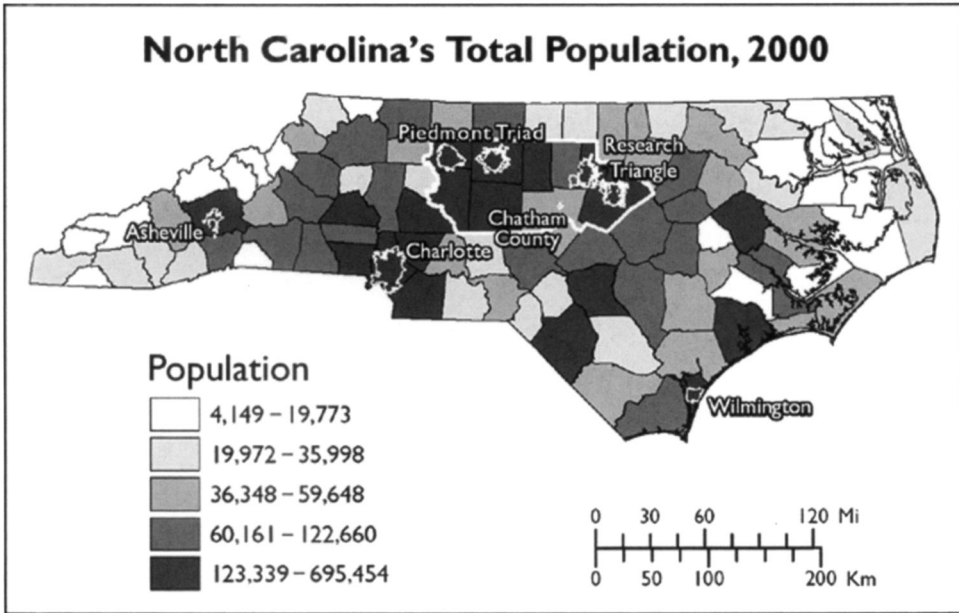 North Carolina's Total Population, 2000
Piedmont Triad
Research
Triangle
Asheville
Chatham
County
Charlotte
Wilmington
Population
4,149 – 19,773
19,972 – 35,998
36,348 – 59,648
60,161 – 122,660
123,339 – 695,454
0 30 60 120 Mi
0 50 100 200 Km